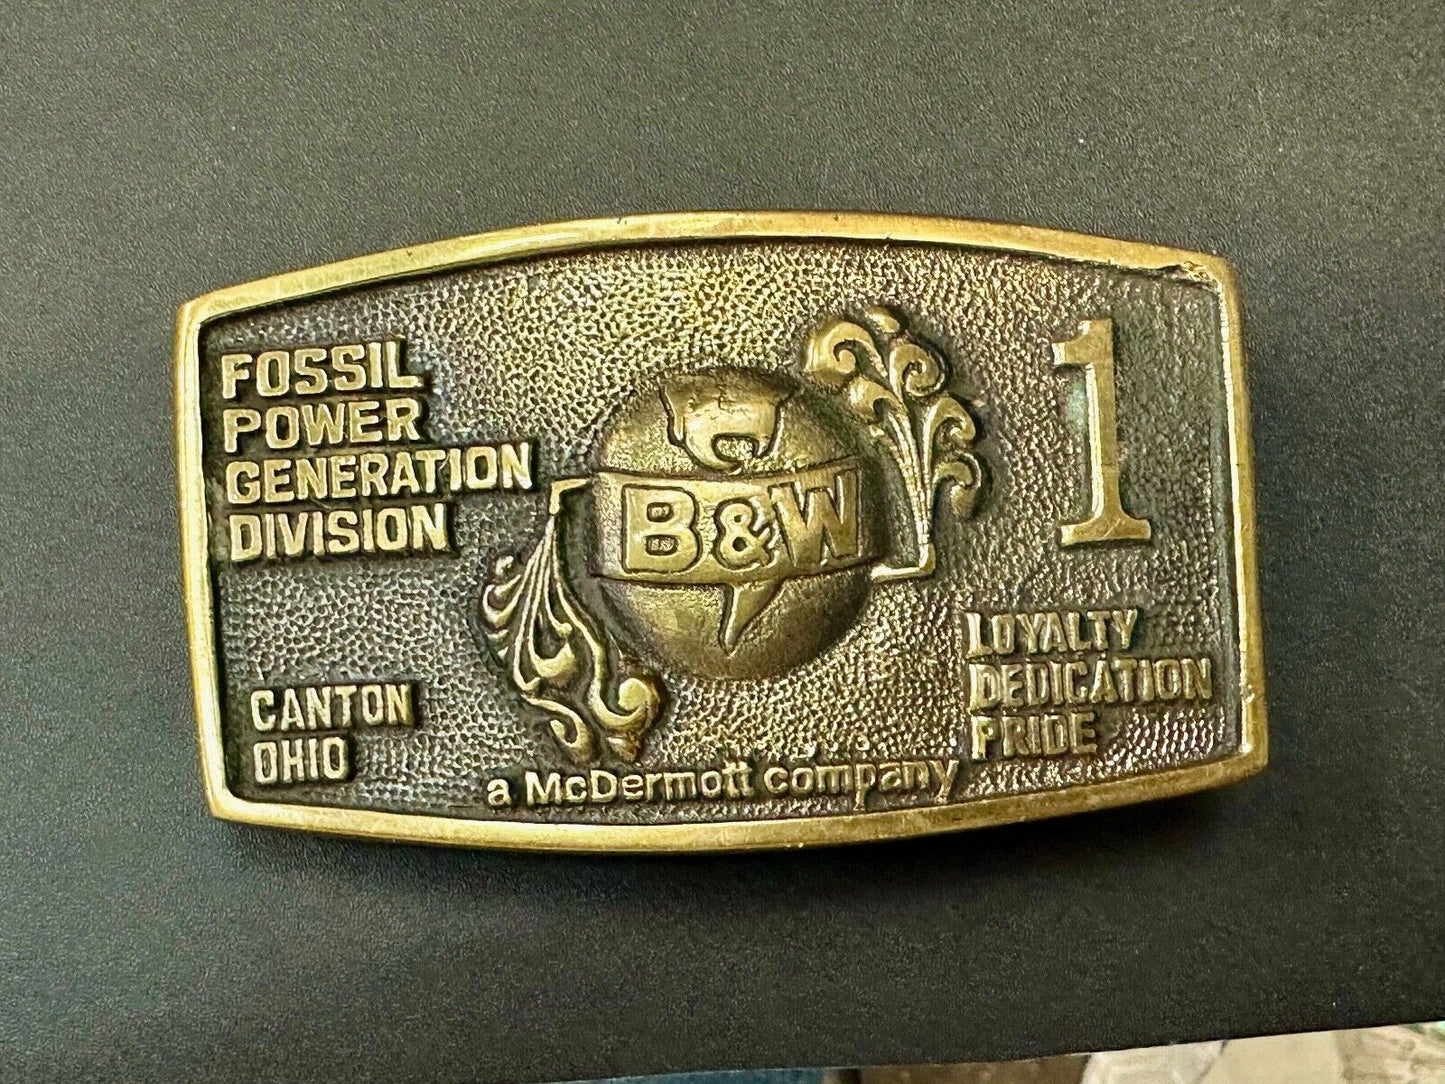 FOSSIL
POWER
GENERATION
DIVISION
CANTON
OHIO
B&W
1
LOYALTY
DEDICATION
PRIDE
a McDermott company